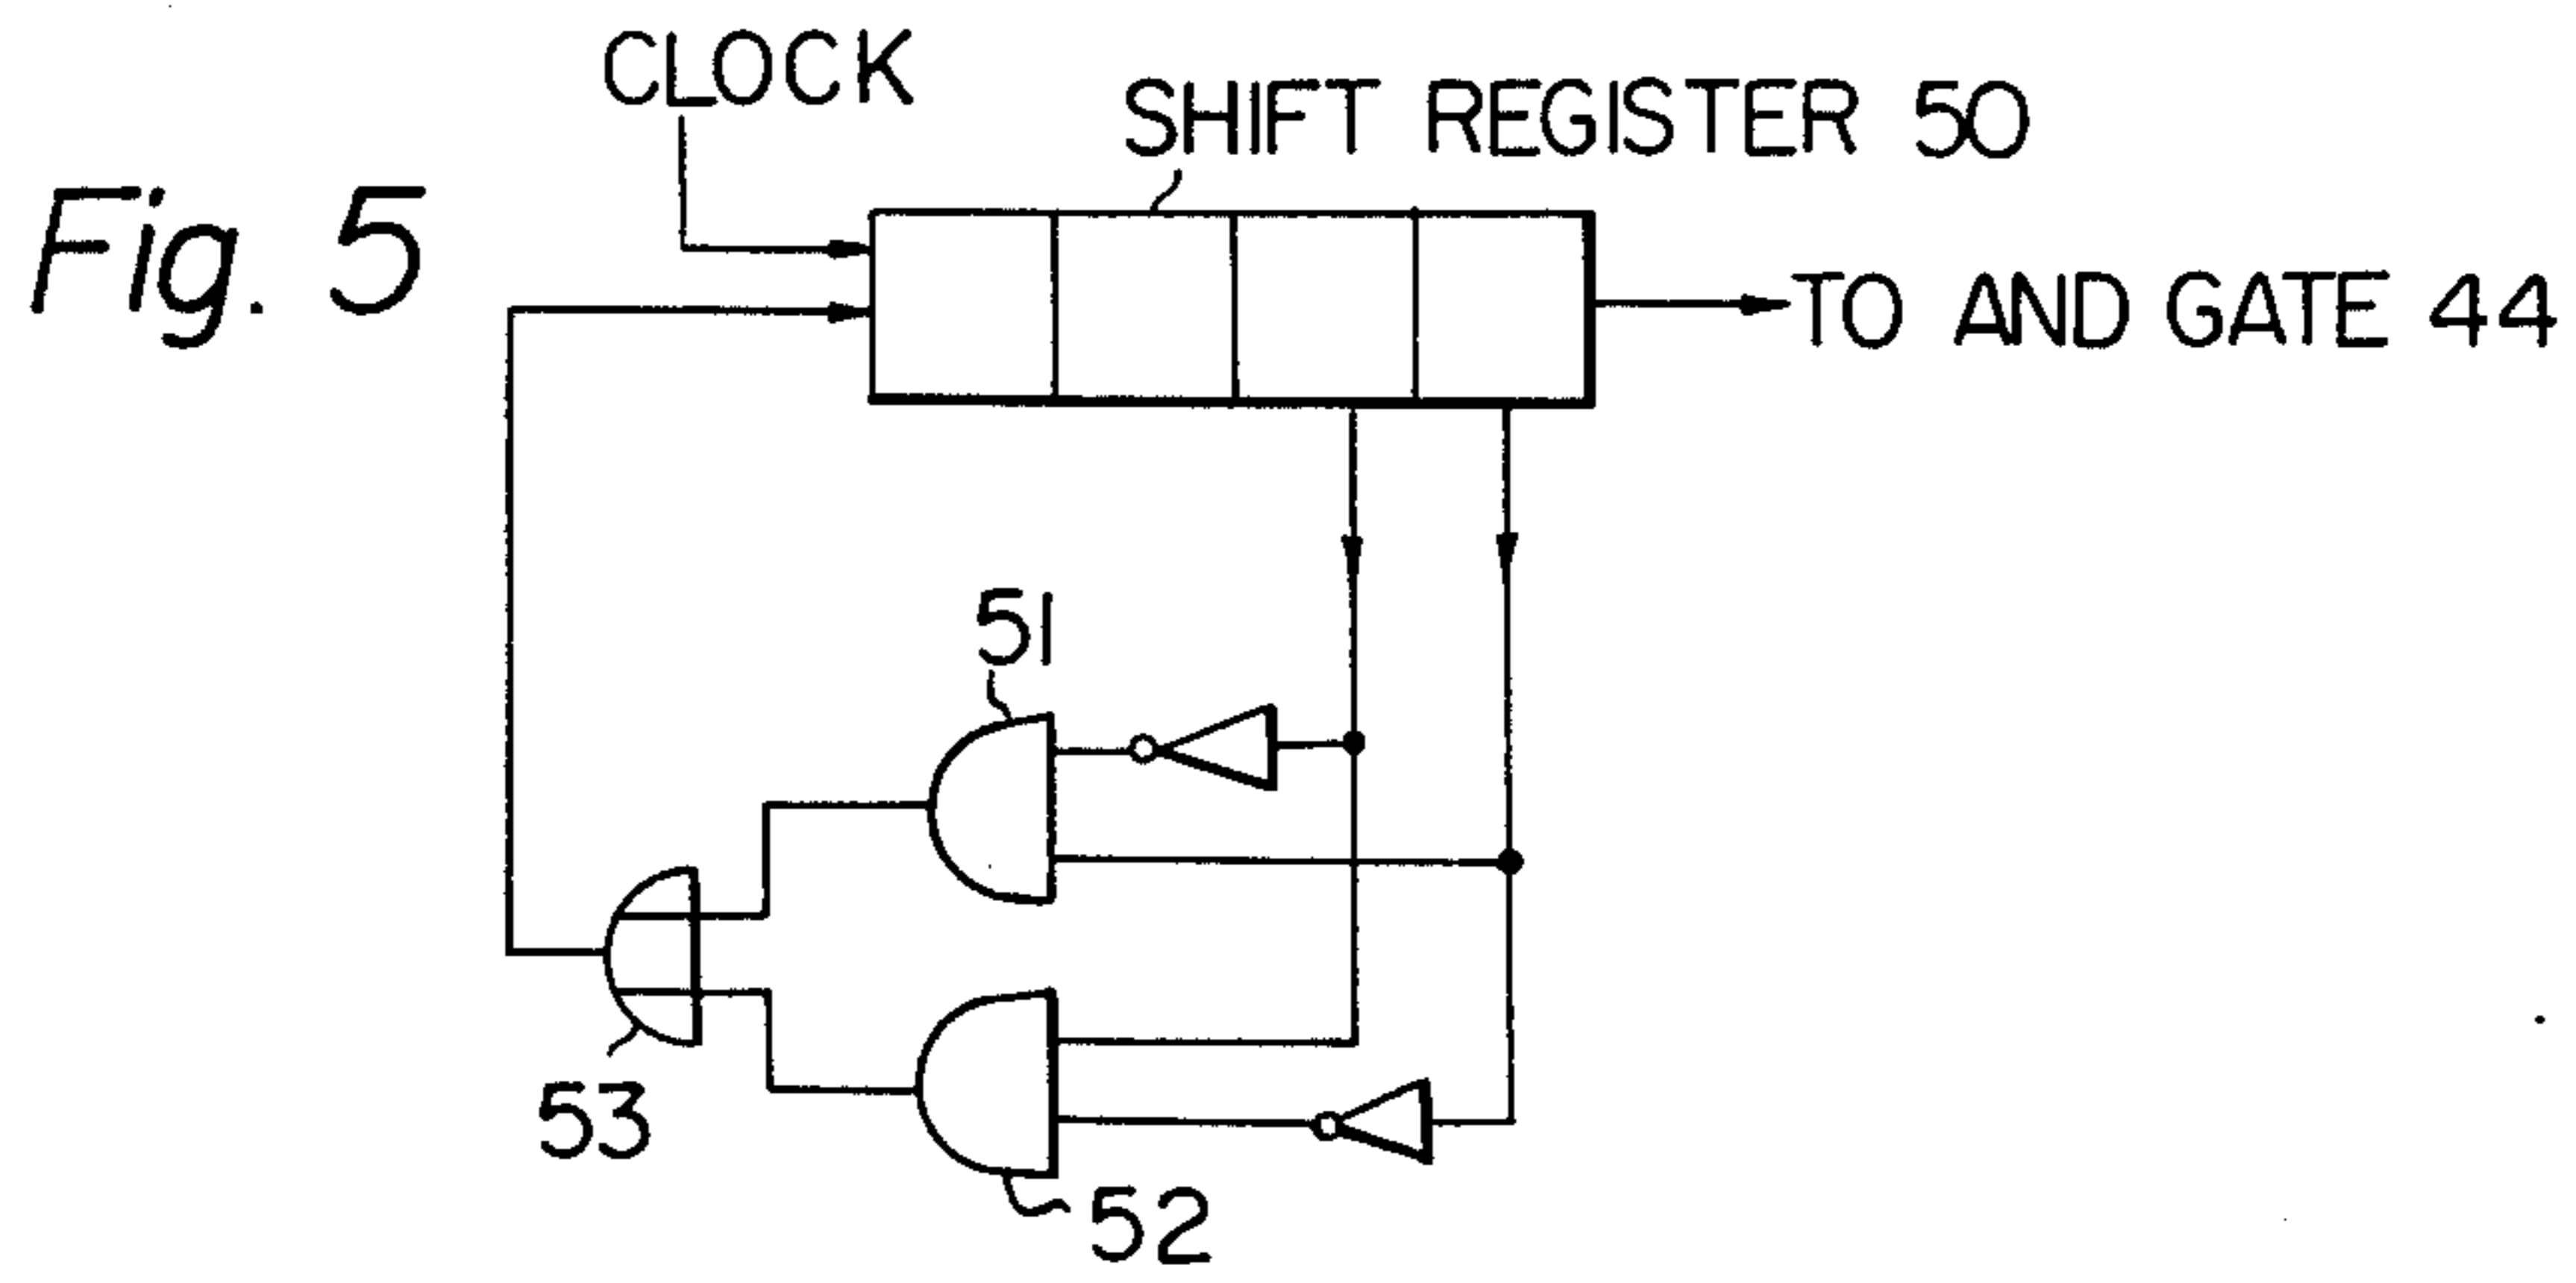 CLOCK
SHIFT REGISTER 50
Fig. 5
TO AND GATE 44
51
53
52